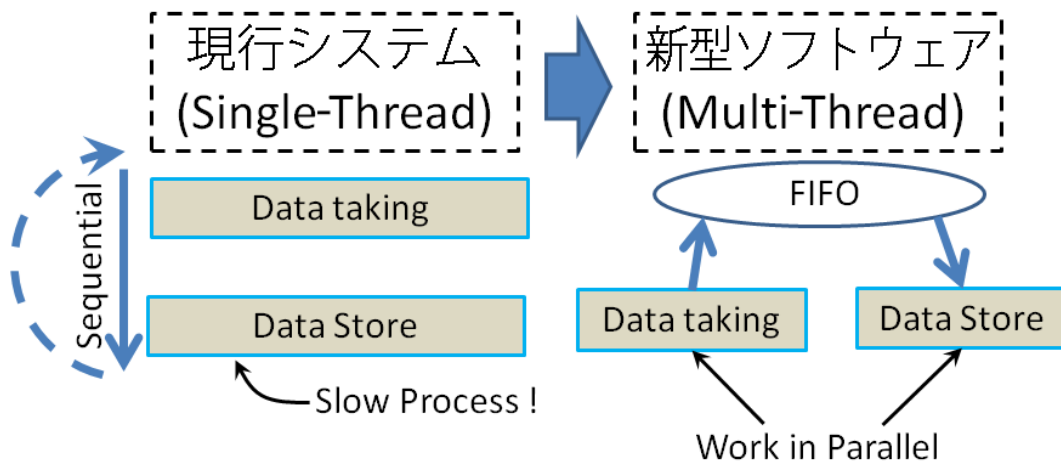 現行システム
(Single-Thread)
新型ソフトウェア
(Multi-Thread)
Sequential
Data taking
Data Store
Slow Process !
FIFO
Data taking
Data Store
Work in Parallel